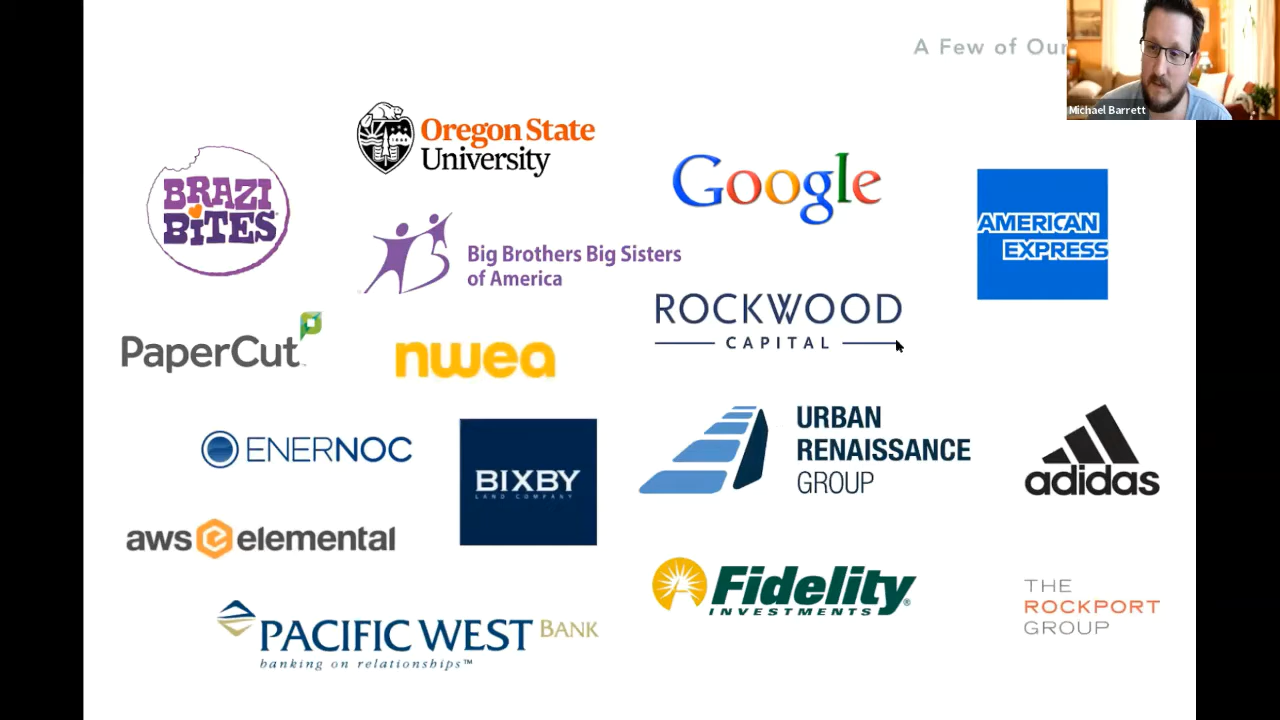 A Few of Our
Michael Barrett
Oregon State
University
BRAZI
BITES
Google
AMERICAN
EXPRESS
Big Brothers Big Sisters
of America
ROCKWOOD
CAPITAL
PaperCut
nwea
URBAN
RENAISSANCE
GROUP
ENERNOC
BIXBY
LAND COMPANY
adidas
aws elemental
Fidelity
INVESTMENTS
THE
ROCKPORT
GROUP
PACIFIC WEST BANK
banking on relationships™